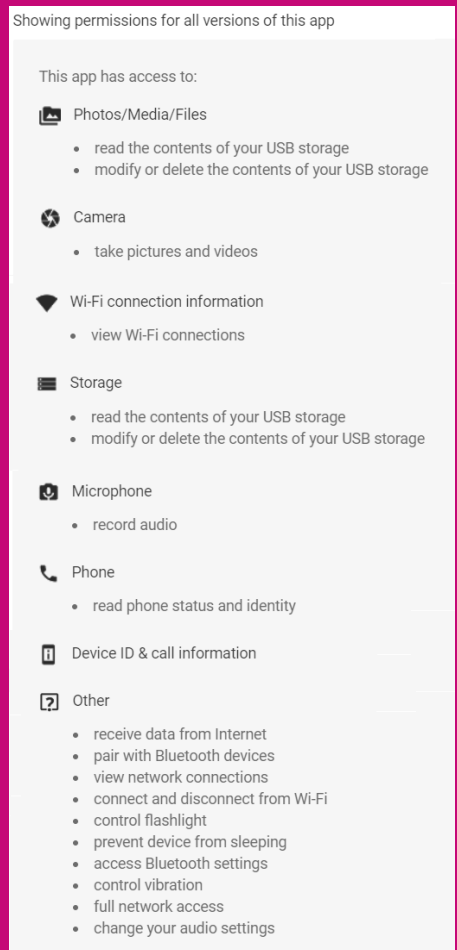 Showing permissions for all versions of this app
This app has access to:
Photos/Media/Files
• read the contents of your USB storage
• modify or delete the contents of your USB storage
Camera
• take pictures and videos
Wi-Fi connection information
• view Wi-Fi connections
Storage
• read the contents of your USB storage
• modify or delete the contents of your USB storage
Microphone
• record audio
Phone
• read phone status and identity
Device ID & call information
Other
• receive data from Internet
• pair with Bluetooth devices
• view network connections
• connect and disconnect from Wi-Fi
• control flashlight
• prevent device from sleeping
• access Bluetooth settings
• control vibration
• full network access
• change your audio settings